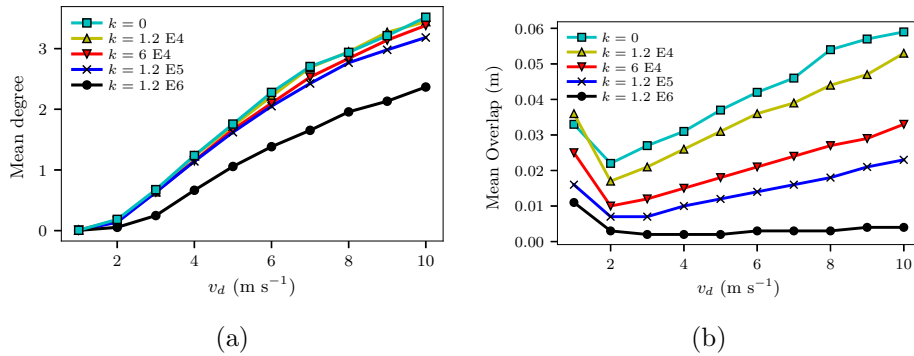 k = 0
k = 1.2 E4
k = 6 E4
k = 1.2 E5
k = 1.2 E6
Mean degree
3
2
1
0
2 4 6 8 10
v_d (m s⁻¹)
(a)
k = 0
k = 1.2 E4
k = 6 E4
k = 1.2 E5
k = 1.2 E6
Mean Overlap (m)
0.06
0.05
0.04
0.03
0.02
0.01
0.00
2 4 6 8 10
v_d (m s⁻¹)
(b)